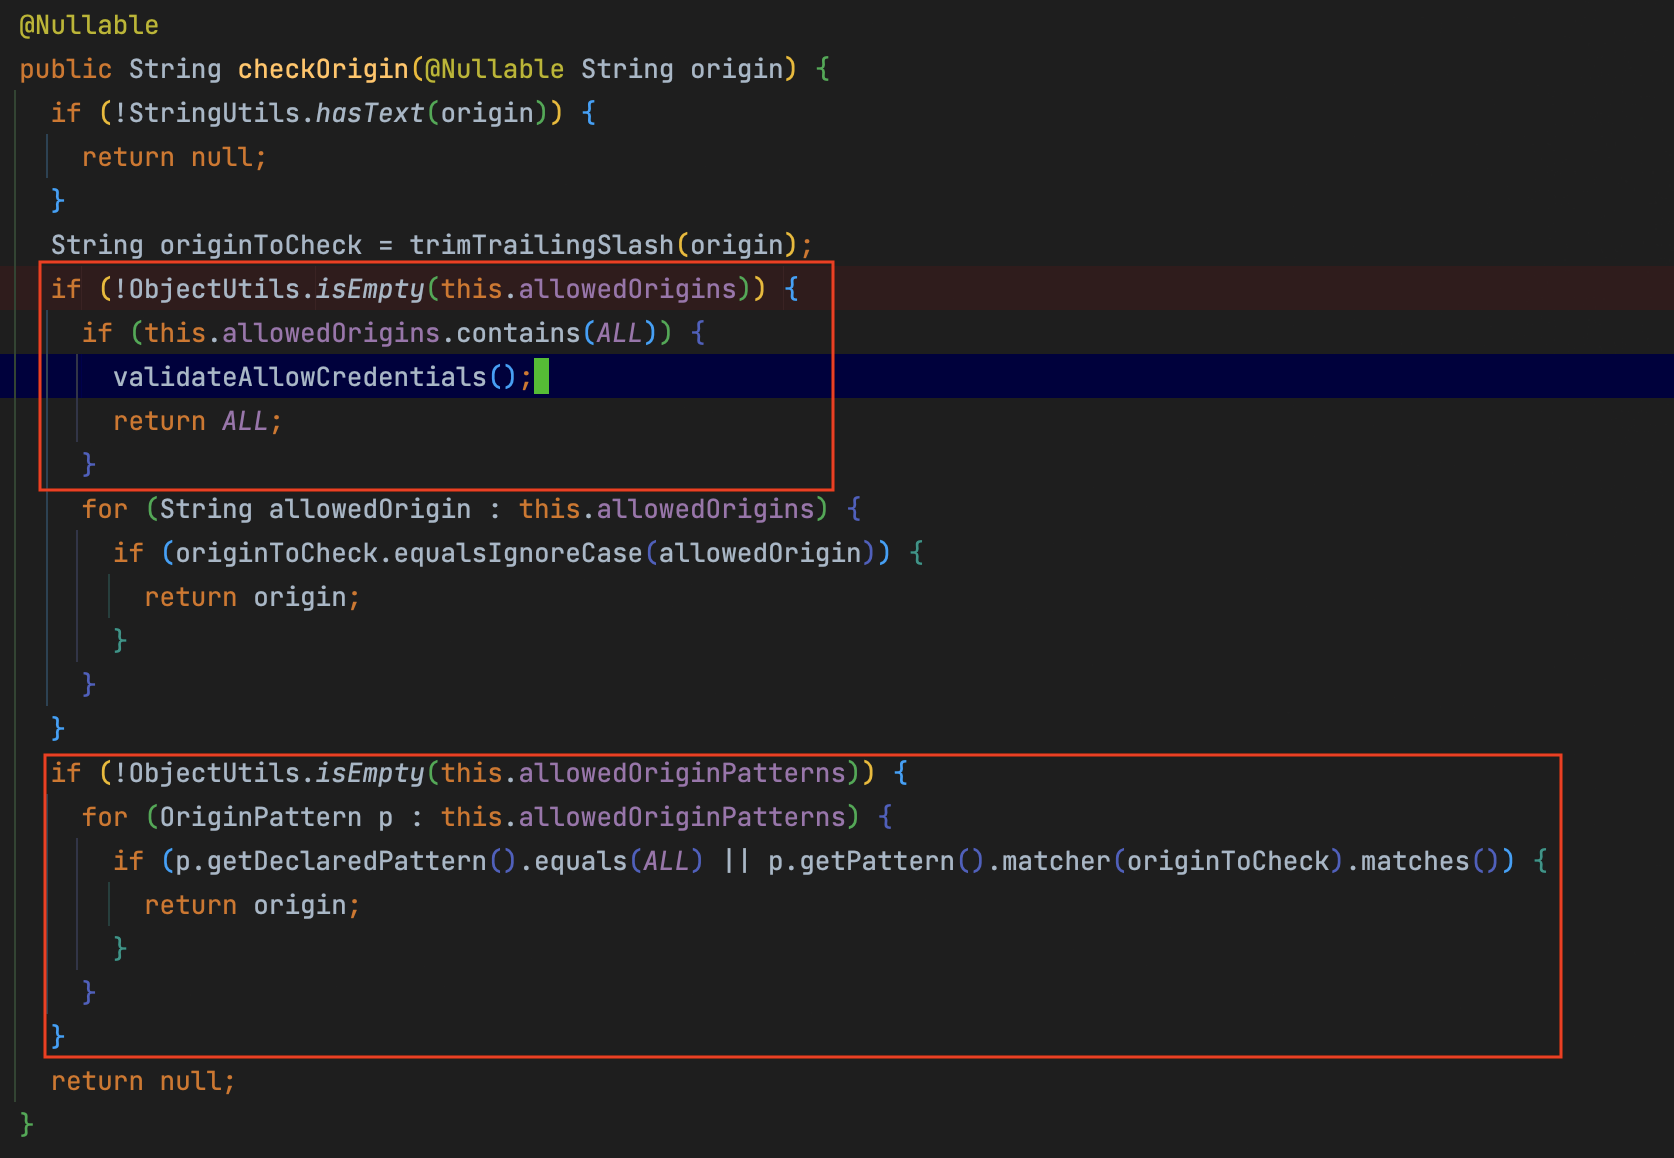 @Nullable
public String checkOrigin(@Nullable String origin) {
if (!StringUtils.hasText(origin)) {
return null;
}
String originToCheck = trimTrailingSlash(origin);
if (!ObjectUtils.isEmpty(this.allowedOrigins)) {
if (this.allowedOrigins.contains(ALL)) {
validateAllowCredentials();
return ALL;
}
for (String allowedOrigin : this.allowedOrigins) {
if (originToCheck.equalsIgnoreCase(allowedOrigin)) {
return origin;
}
}
}
if (!ObjectUtils.isEmpty(this.allowedOriginPatterns)) {
for (OriginPattern p : this.allowedOriginPatterns) {
if (p.getDeclaredPattern().equals(ALL) || p.getPattern().matcher(originToCheck).matches()) {
return origin;
}
}
}
return null;
}